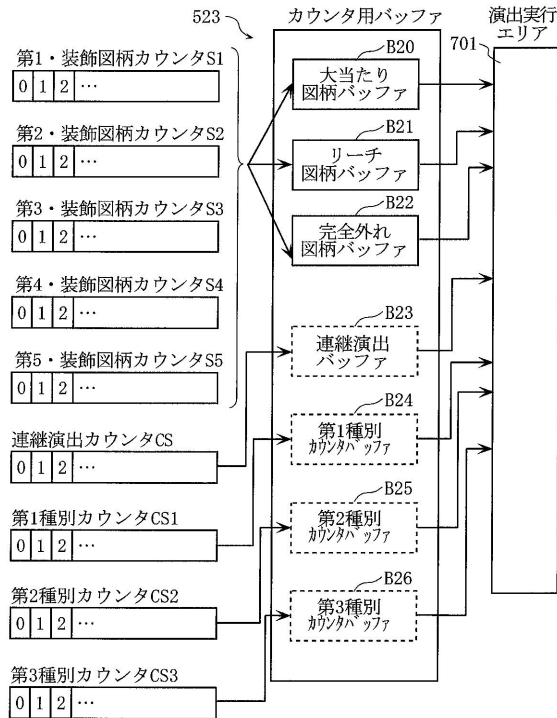 523
カウンタ用バッファ
演出実行
エリア
701
第1・装飾図柄カウンタS1
0 1 2 …
第2・装飾図柄カウンタS2
0 1 2 …
第3・装飾図柄カウンタS3
0 1 2 …
第4・装飾図柄カウンタS4
0 1 2 …
第5・装飾図柄カウンタS5
0 1 2 …
連継演出カウンタCS
0 1 2 …
第1種別カウンタCS1
0 1 2 …
第2種別カウンタCS2
0 1 2 …
第3種別カウンタCS3
0 1 2 …
B20
大当たり
図柄バッファ
B21
リーチ
図柄バッファ
B22
完全外れ
図柄バッファ
B23
連継演出
バッファ
B24
第1種別
カウンタバッファ
B25
第2種別
カウンタバッファ
B26
第3種別
カウンタバッファ